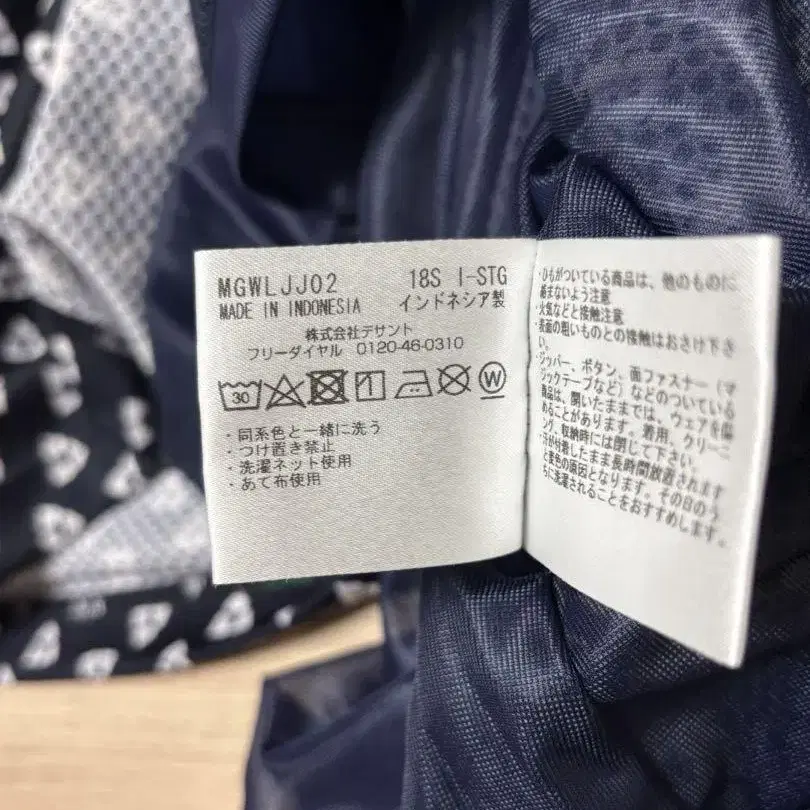 MGWLJJ02 18S I-STG
MADE IN INDONESIA インドネシア製
株式会社デサント
フリーダイヤル 0120-46-0310
30 W
・同系色と一緒に洗う
・つけ置き禁止
・洗濯ネット使用
・あて布使用
・ひもがついている商品は、他のものに
絡まないよう注意
・火気などと接触注意
・表面の粗いものとの接触はおさけ下さ
い。
・ジッパー、ボタン、面ファスナー（マ
ジックテープなど）などのついている
商品は、開いたままでは、ウェアを傷
めることがあります。着用、クリーニ
ング、収納時には閉じて下さい。
・汗が付着したまま長時間放置されます
と変色の原因となります。その日のう
ちに洗濯されることをおすすめします。